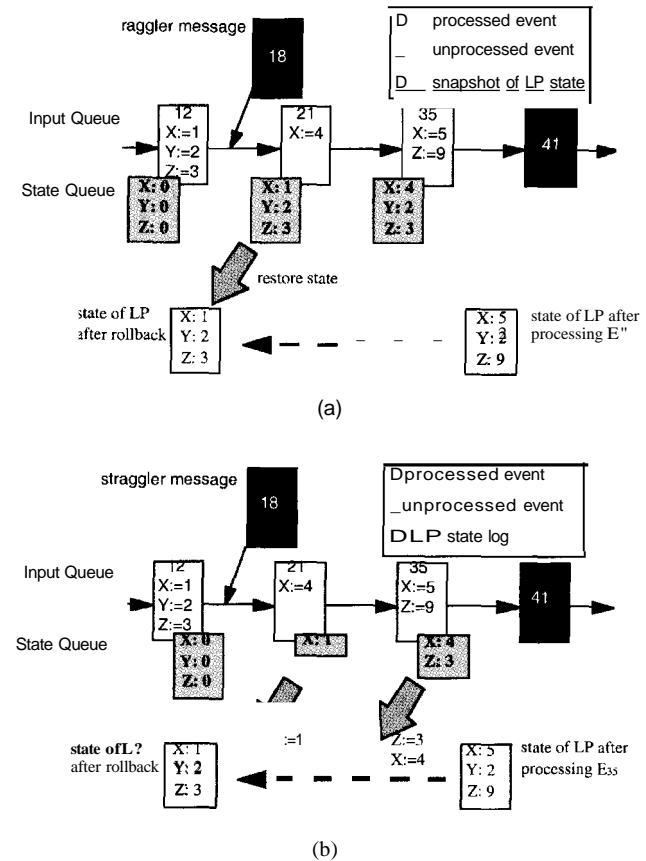 raggler message
18
D processed event
_ unprocessed event
D snapshot of LP state
Input Queue
12
X:=1
Y:=2
Z:=3
21
X:=4
35
X:=5
Z:=9
41
State Queue
X: 0
Y: 0
Z: 0
X: 1
Y: 2
Z: 3
X: 4
Y: 2
Z: 3
restore state
state of LP
after rollback
X: 1
Y: 2
Z: 3
X: 5
Y: 2
Z: 9
state of LP after
processing E"
(a)
straggler message
18
Dprocessed event
_unprocessed event
DLP state log
Input Queue
12
X:=1
Y:=2
Z:=3
21
X:=4
35
X:=5
Z:=9
41
State Queue
X: 0
Y: 0
Z: 0
X: 1
X: 4
Z: 3
:=1
Z:=3
X:=4
state of L?
after rollback
X: 1
Y: 2
Z: 3
X: 5
Y: 2
Z: 9
state of LP after
processing E35
(b)